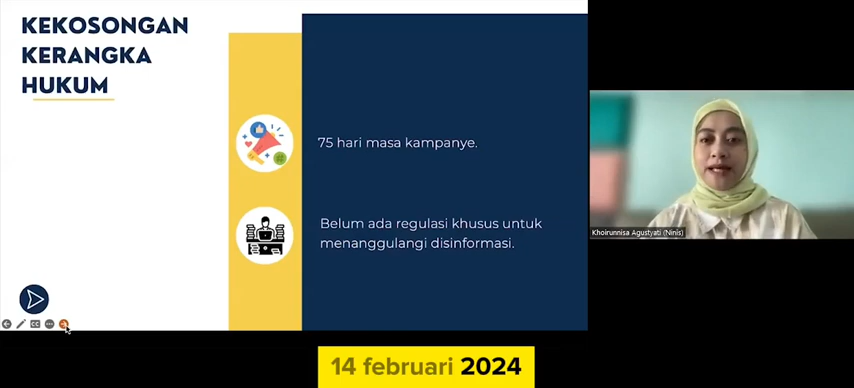 KEKOSONGAN
KERANGKA
HUKUM
75 hari masa kampanye.
Belum ada regulasi khusus untuk
menanggulangi disinformasi.
CC
Khoirunnisa Agustyati (Ninis)
14 februari 2024